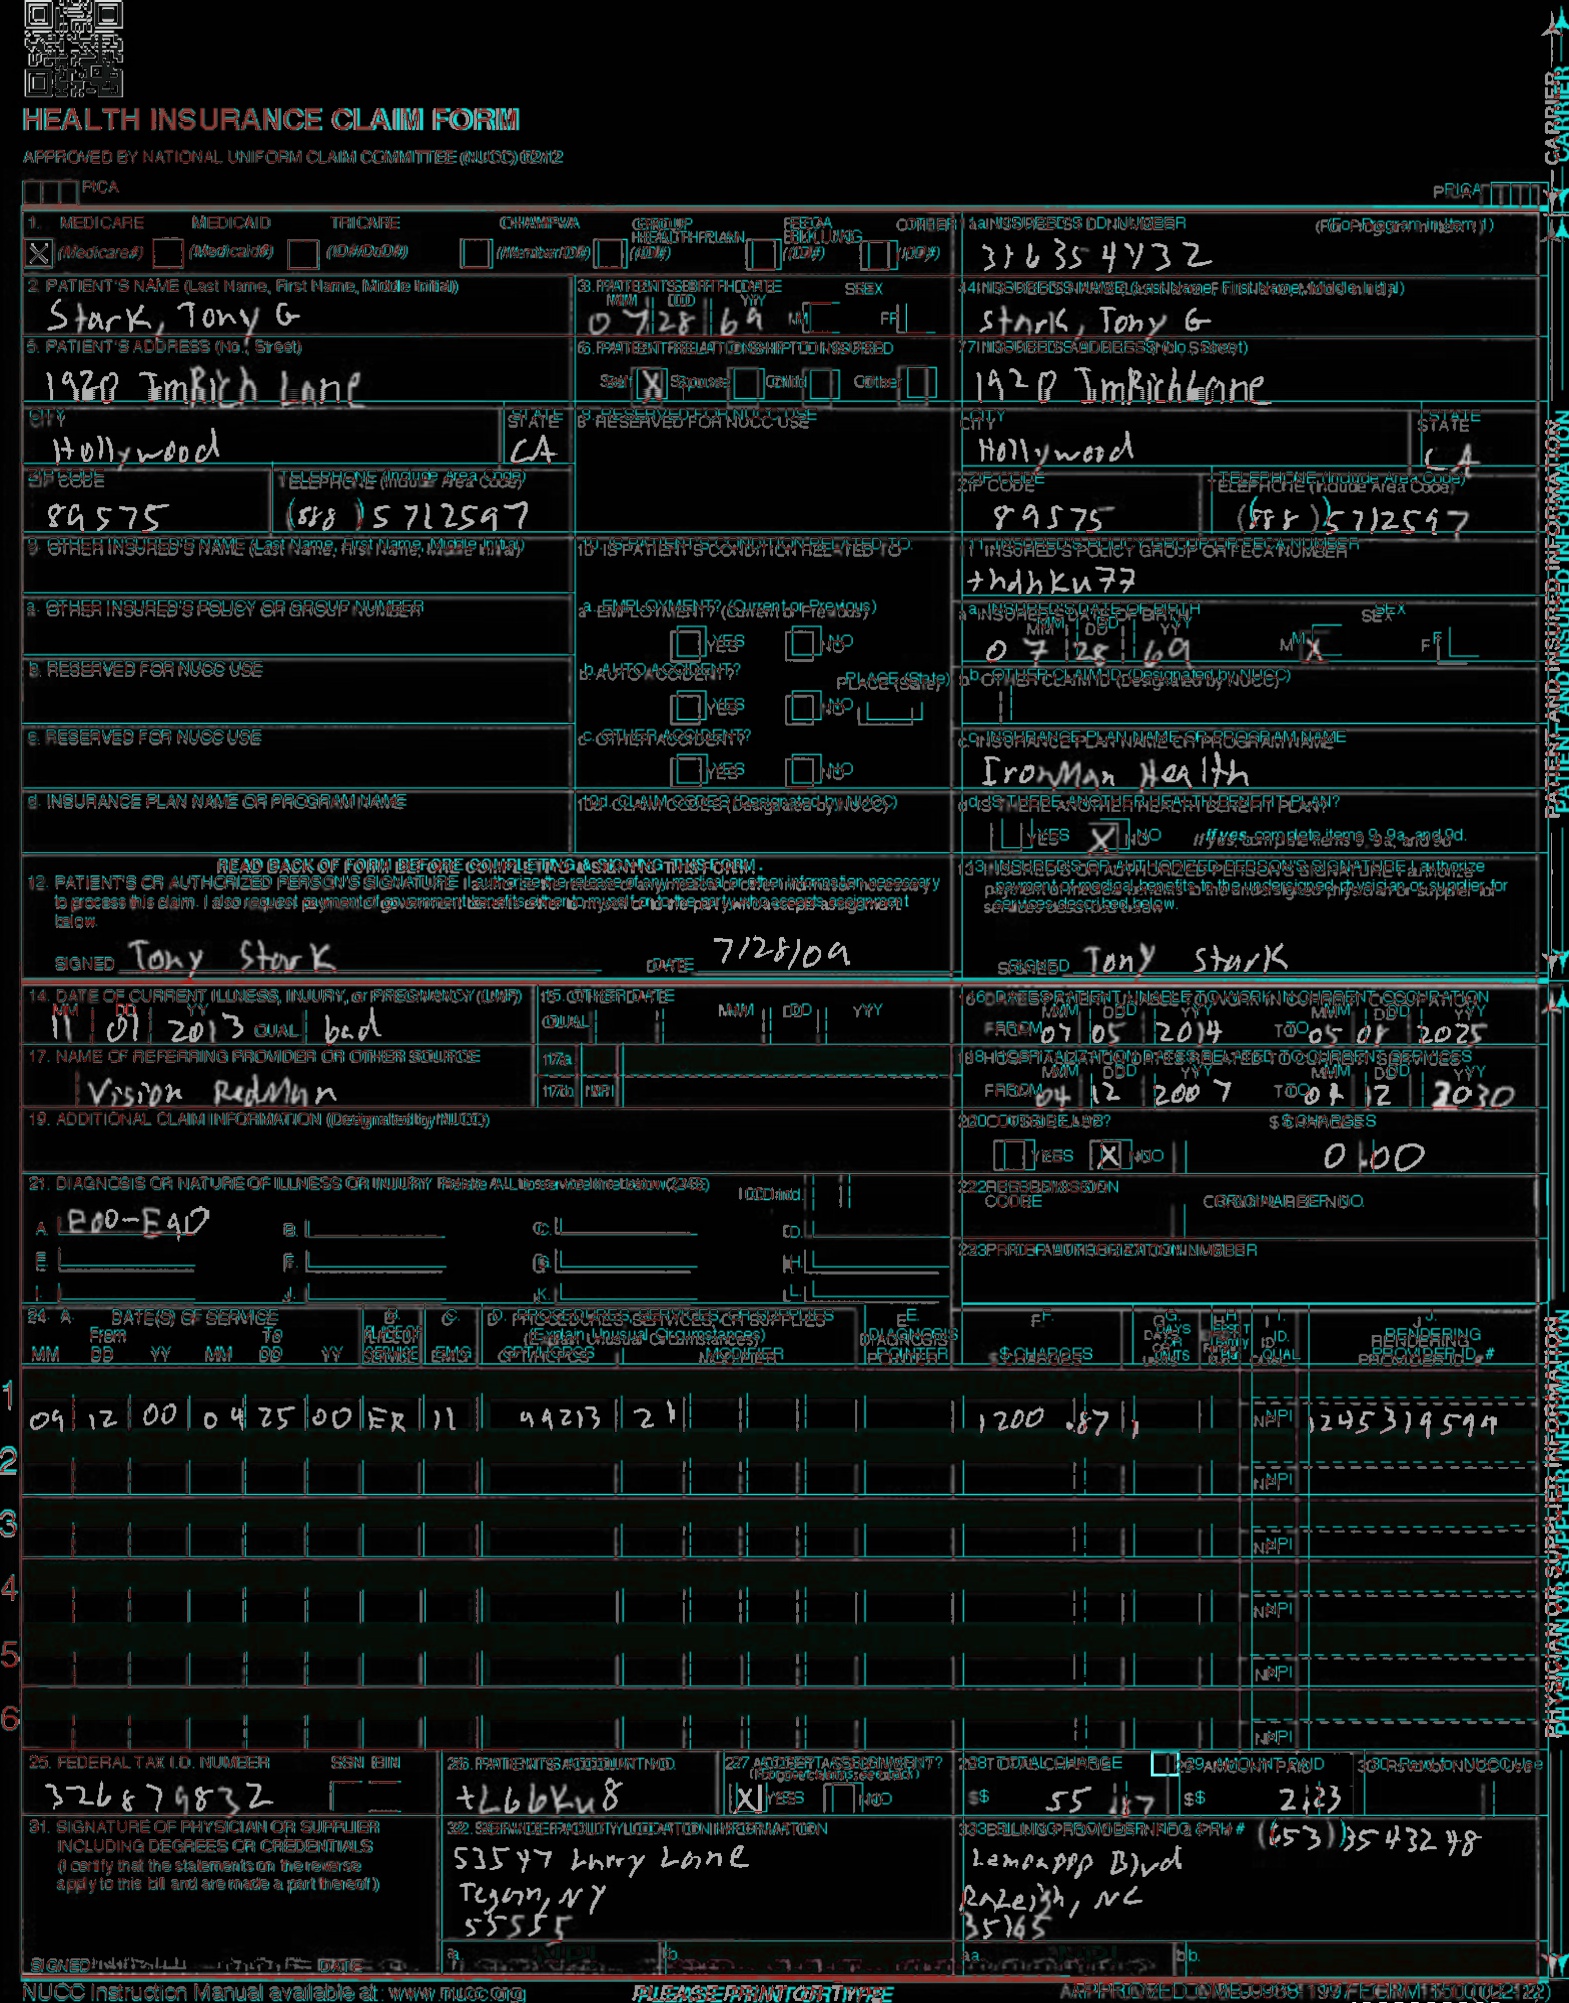 HEALTH INSURANCE CLAIM FORM
APPROVED BY NATIONAL UNIFORM CLAIM COMMITTEE (NUCC) 02/12
PICA PICA
CARRIER
1. MEDICARE MEDICAID TRICARE CHAMPVA GROUP HEALTH PLAN FECA BLK LUNG OTHER
X (Medicare#) (Medicaid#) (ID#/DoD#) (Member ID#) (ID#) (ID#) (ID#)
1a. INSURED'S I.D. NUMBER (For Program in Item 1)
316354432
2. PATIENT'S NAME (Last Name, First Name, Middle Initial)
Stark, Tony G
3. PATIENT'S BIRTH DATE SEX
MM DD YY
07 28 69 M F
4. INSURED'S NAME (Last Name, First Name, Middle Initial)
Stark, Tony G
5. PATIENT'S ADDRESS (No., Street)
1920 ImRich Lane
6. PATIENT RELATIONSHIP TO INSURED
Self X Spouse Child Other
7. INSURED'S ADDRESS (No., Street)
1920 ImRich Lane
CITY STATE
Hollywood CA
8. RESERVED FOR NUCC USE
CITY STATE
Hollywood CA
ZIP CODE TELEPHONE (Include Area Code)
89575 (888) 5712597
ZIP CODE TELEPHONE (Include Area Code)
89575 (888) 5712597
9. OTHER INSURED'S NAME (Last Name, First Name, Middle Initial)
10. IS PATIENT'S CONDITION RELATED TO:
11. INSURED'S POLICY GROUP OR FECA NUMBER
thdhku77
a. OTHER INSURED'S POLICY OR GROUP NUMBER
a. EMPLOYMENT? (Current or Previous)
YES NO
a. INSURED'S DATE OF BIRTH SEX
MM DD YY
07 28 69 M X F
b. RESERVED FOR NUCC USE
b. AUTO ACCIDENT? PLACE (State)
YES NO
b. OTHER CLAIM ID (Designated by NUCC)
c. RESERVED FOR NUCC USE
c. OTHER ACCIDENT?
YES NO
c. INSURANCE PLAN NAME OR PROGRAM NAME
IronMan Health
d. INSURANCE PLAN NAME OR PROGRAM NAME
10d. CLAIM CODES (Designated by NUCC)
d. IS THERE ANOTHER HEALTH BENEFIT PLAN?
YES X NO If yes, complete items 9, 9a, and 9d.
PATIENT AND INSURED INFORMATION
READ BACK OF FORM BEFORE COMPLETING & SIGNING THIS FORM.
12. PATIENT'S OR AUTHORIZED PERSON'S SIGNATURE I authorize the release of any medical or other information necessary
to process this claim. I also request payment of government benefits either to myself or to the party who accepts assignment
below.
SIGNED Tony Stark DATE 7/28/09
13. INSURED'S OR AUTHORIZED PERSON'S SIGNATURE I authorize
payment of medical benefits to the undersigned physician or supplier for
services described below.
SIGNED Tony Stark
14. DATE OF CURRENT ILLNESS, INJURY, or PREGNANCY (LMP)
MM DD YY
11 01 2013 QUAL bad
15. OTHER DATE
QUAL MM DD YY
16. DATES PATIENT UNABLE TO WORK IN CURRENT OCCUPATION
MM DD YY MM DD YY
FROM 07 05 2014 TO 05 08 2025
17. NAME OF REFERRING PROVIDER OR OTHER SOURCE
Vision RedMan
17a.
17b. NPI
18. HOSPITALIZATION DATES RELATED TO CURRENT SERVICES
MM DD YY MM DD YY
FROM 04 12 2007 TO 12 2030
19. ADDITIONAL CLAIM INFORMATION (Designated by NUCC)
20. OUTSIDE LAB? $ CHARGES
YES X NO 0 00
21. DIAGNOSIS OR NATURE OF ILLNESS OR INJURY Relate A-L to service line below (24E) ICD Ind.
A. E00-E90 B. C. D.
E. F. G. H.
I. J. K. L.
22. RESUBMISSION
CODE ORIGINAL REF. NO.
23. PRIOR AUTHORIZATION NUMBER
24. A. DATE(S) OF SERVICE B. C. D. PROCEDURES, SERVICES, OR SUPPLIES E. F. G. H. I. J.
From To PLACE OF (Explain Unusual Circumstances) DIAGNOSIS ID. RENDERING
MM DD YY MM DD YY SERVICE EMG CPT/HCPCS MODIFIER POINTER $ CHARGES QUAL. PROVIDER ID. #
1
09 12 00 04 25 00 ER 11 99213 21 1200 .87 1 NPI 1245319594
2
NPI
3
NPI
4
NPI
5
NPI
6
NPI
PHYSICIAN OR SUPPLIER INFORMATION
25. FEDERAL TAX I.D. NUMBER SSN EIN
326879832
26. PATIENT'S ACCOUNT NO.
tL66Ku8
27. ACCEPT ASSIGNMENT?
X YES NO
28. TOTAL CHARGE
$ 55 .87
29. AMOUNT PAID
$ 2123
30. Rsvd for NUCC Use
31. SIGNATURE OF PHYSICIAN OR SUPPLIER
INCLUDING DEGREES OR CREDENTIALS
(I certify that the statements on the reverse
apply to this bill and are made a part thereof.)
SIGNED DATE
32. SERVICE FACILITY LOCATION INFORMATION
53547 Larry Lane
NY
55555
a. b.
33. BILLING PROVIDER INFO & PH # (653) 3543248
Lemonpop Blvd
Raleigh, NC
35165
a. b.
NUCC Instruction Manual available at: www.nucc.org PLEASE PRINT OR TYPE APPROVED OMB-0938-1197 FORM 1500 (02-12)